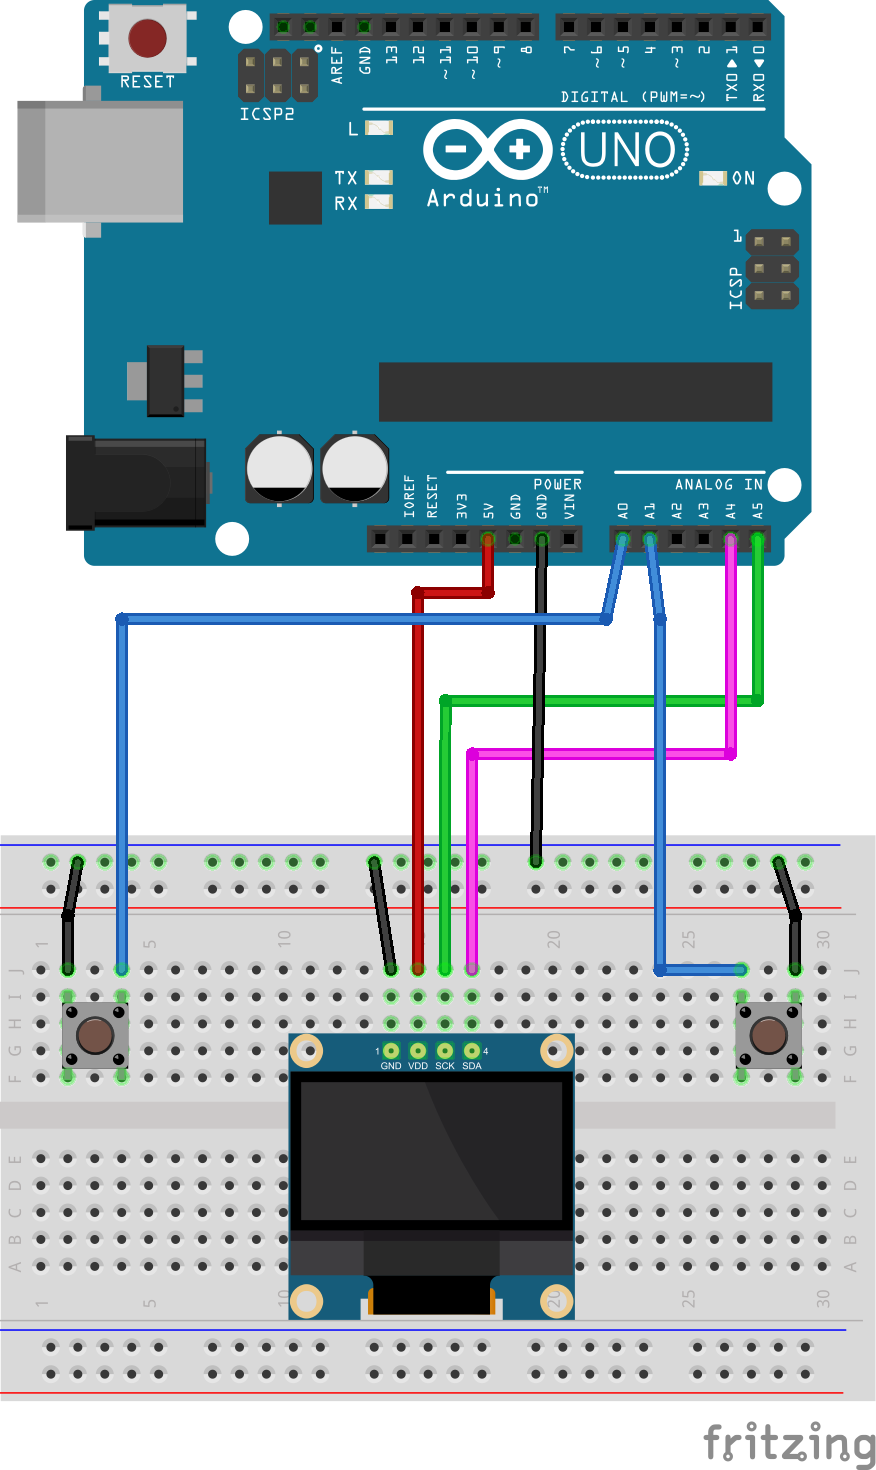 RESET
ICSP2
AREF
GND
13
12
~11
~10
~9
8
7
~6
~5
4
~3
2
TX0▶1
RX0◀0
DIGITAL (PWM=~)
L
TX
RX
Arduino™
UNO
ON
1
ICSP
IOREF
RESET
3V3
5V
GND
GND
VIN
POWER
ANALOG IN
A0
A1
A2
A3
A4
A5
1
5
10
20
25
30
J
J
I
I
H
H
G
G
F
F
1
4
GND
VDD
SCK
SDA
E
E
D
D
C
C
B
B
A
A
1
5
10
20
25
30
fritzing